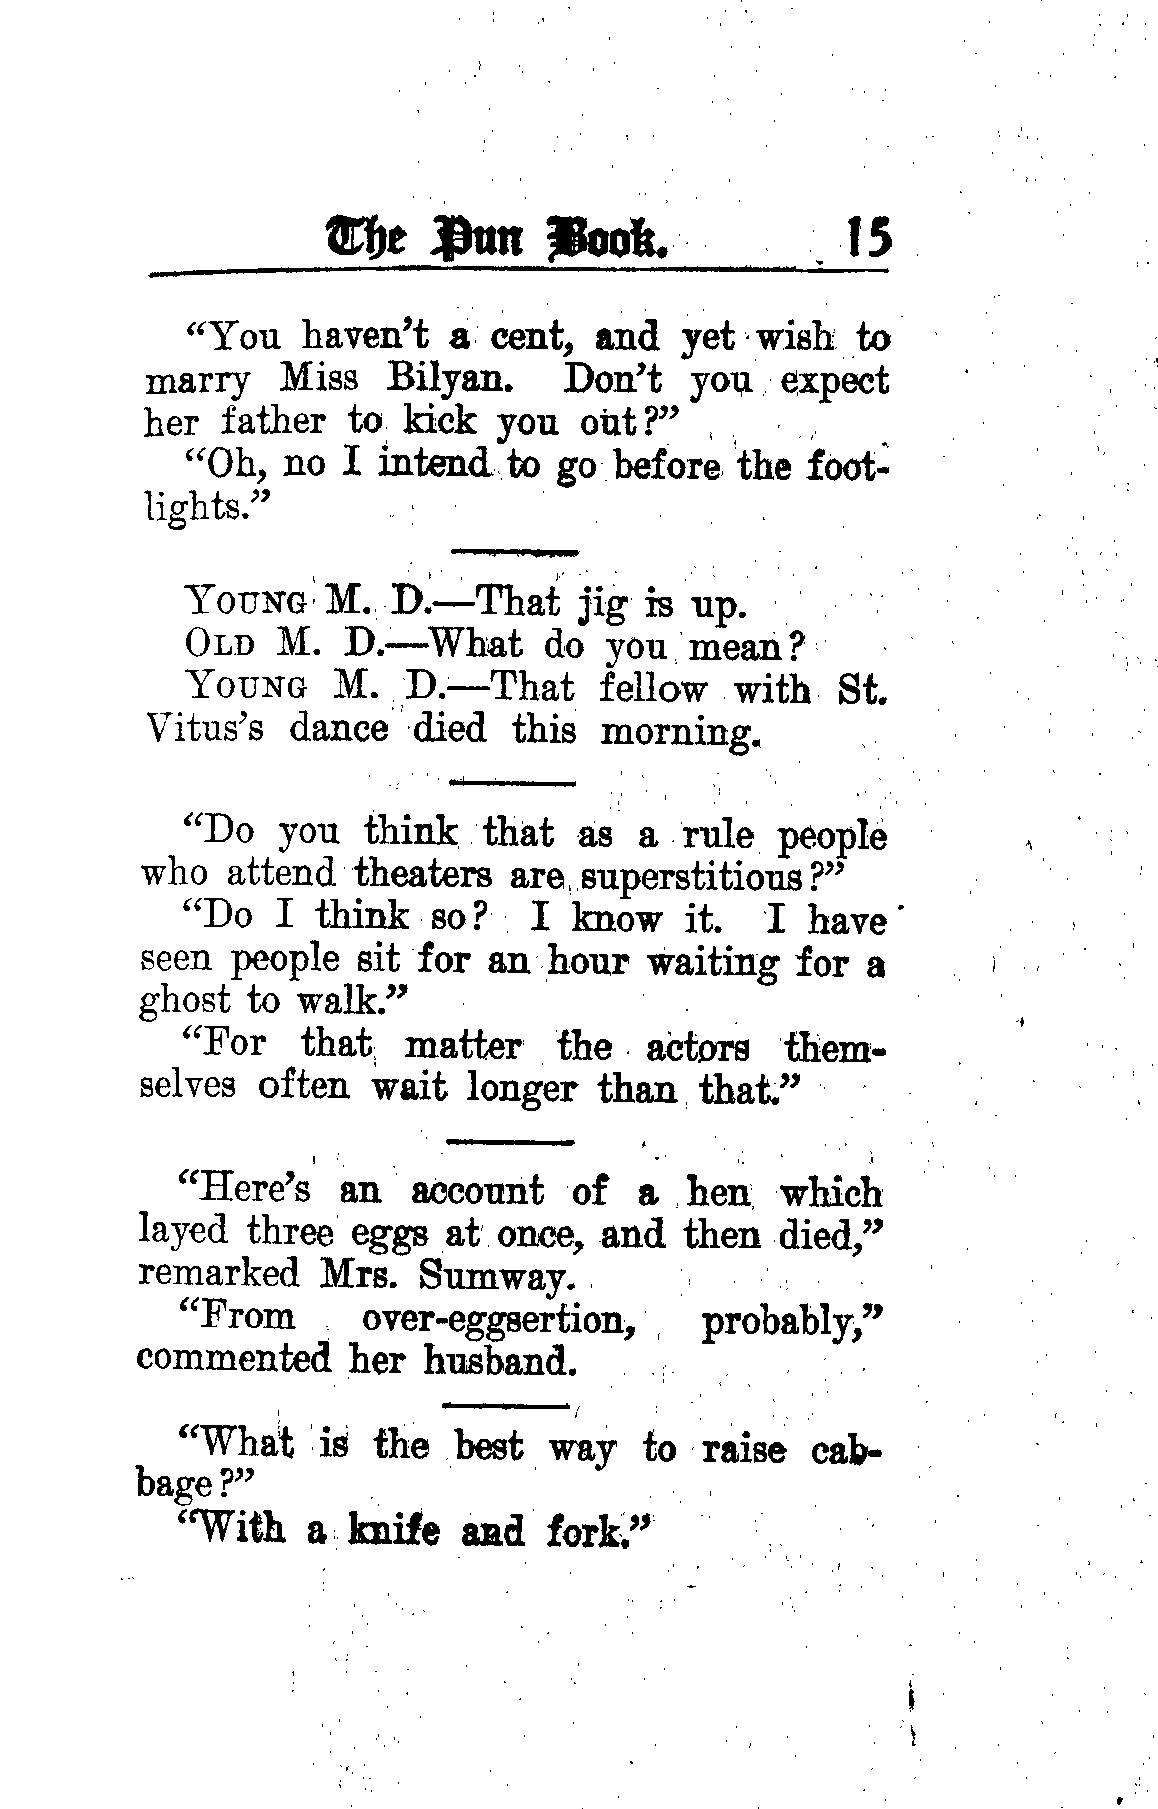 The Pun Book. 15
“You haven’t a cent, and yet wish to
marry Miss Bilyan. Don’t you expect
her father to kick you out?”
“Oh, no I intend to go before the foot-
lights.”
YOUNG M. D.—That jig is up.
OLD M. D.—What do you mean?
YOUNG M. D.—That fellow with St.
Vitus’s dance died this morning.
“Do you think that as a rule people
who attend theaters are superstitious?”
“Do I think so? I know it. I have
seen people sit for an hour waiting for a
ghost to walk.”
“For that matter the actors them-
selves often wait longer than that.”
“Here’s an account of a hen which
layed three eggs at once, and then died,”
remarked Mrs. Sumway.
“From over-eggsertion, probably,”
commented her husband.
“What is the best way to raise cab-
bage?”
“With a knife and fork.”